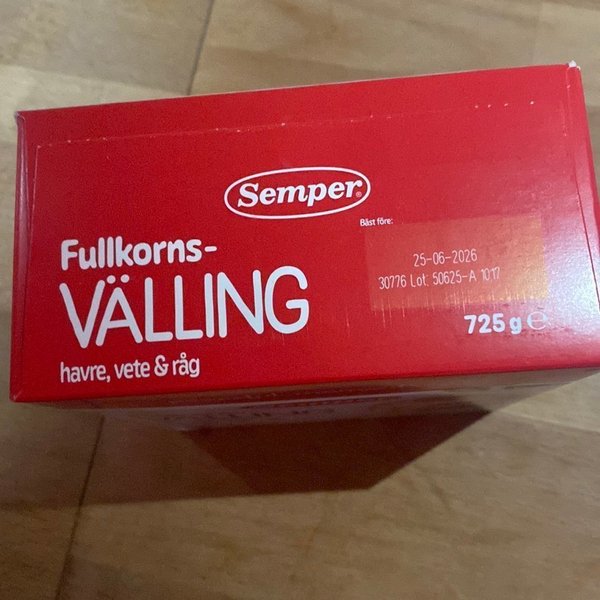 Semper®
Bäst före:
Fullkorns-
VÄLLING
havre, vete & råg
25-06-2026
30776 Lot: 50625-A 10:17
725 g ℮